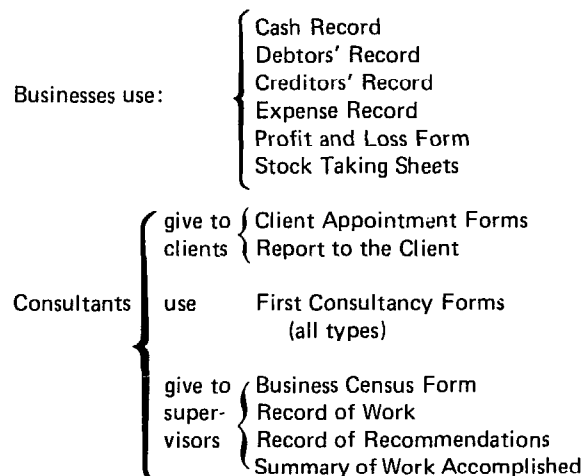 Cash Record
Debtors' Record
Creditors' Record
Businesses use:
Expense Record
Profit and Loss Form
Stock Taking Sheets
give to Client Appointment Forms
clients Report to the Client
Consultants use First Consultancy Forms
(all types)
give to Business Census Form
super- Record of Work
visors Record of Recommendations
Summary of Work Accomplished